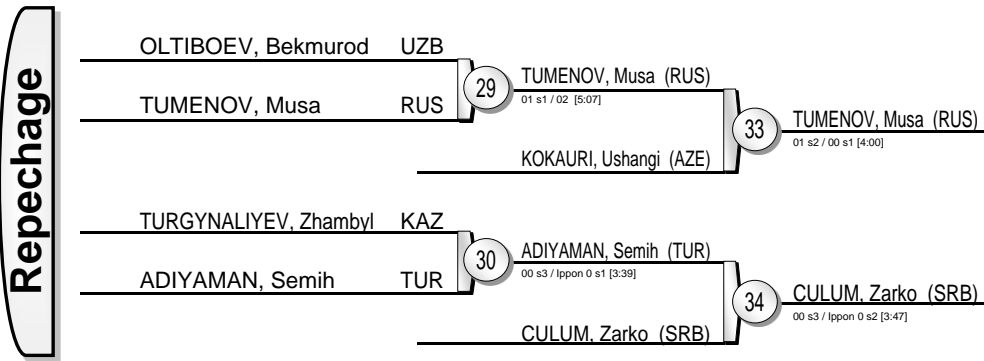 Repechage
OLTIBOEV, Bekmurod UZB
TUMENOV, Musa RUS
29
TUMENOV, Musa (RUS)
01 s1 / 02 [5:07]
KOKAURI, Ushangi (AZE)
33
TUMENOV, Musa (RUS)
01 s2 / 00 s1 [4:00]
TURGYNALIYEV, Zhambyl KAZ
ADIYAMAN, Semih TUR
30
ADIYAMAN, Semih (TUR)
00 s3 / Ippon 0 s1 [3:39]
CULUM, Zarko (SRB)
34
CULUM, Zarko (SRB)
00 s3 / Ippon 0 s2 [3:47]